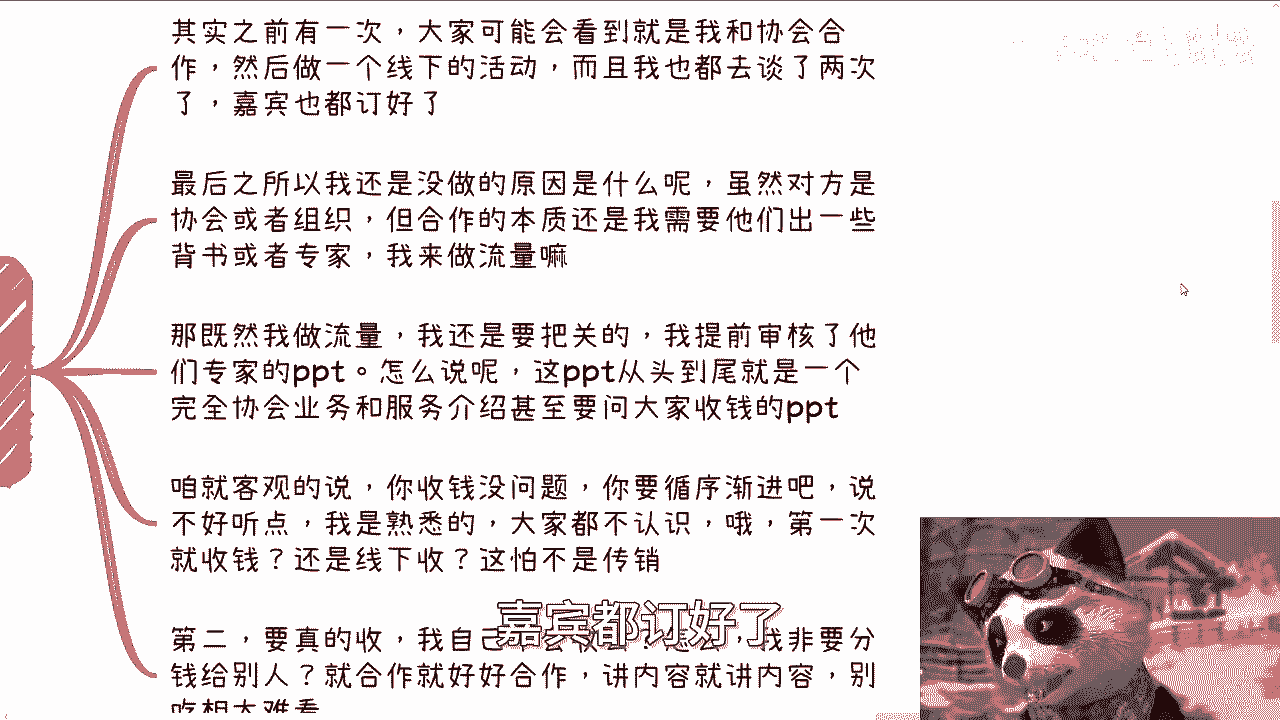 其实之前有一次，大家可能会看到就是我和协会合
作，然后做一个线下的活动，而且我也都去谈了两次
了，嘉宾也都订好了
最后之所以我还是没做的原因是什么呢，虽然对方是
协会或者组织，但合作的本质还是我需要他们出一些
背书或者专家，我来做流量嘛
那既然我做流量，我还是要把关的，我提前审核了他
们专家的ppt。怎么说呢，这ppt从头到尾就是一个
完全协会业务和服务介绍甚至要问大家收钱的ppt
咱就客观的说，你收钱没问题，你要循序渐进吧，说
不好听点，我是熟悉的，大家都不认识，哦，第一次
就收钱？还是线下收？这怕不是传销
第二，要真的收，我自己 我非要分
嘉宾都订好了
钱给别人？就合作就好好合作，讲内容就讲内容，别
吃相太难看